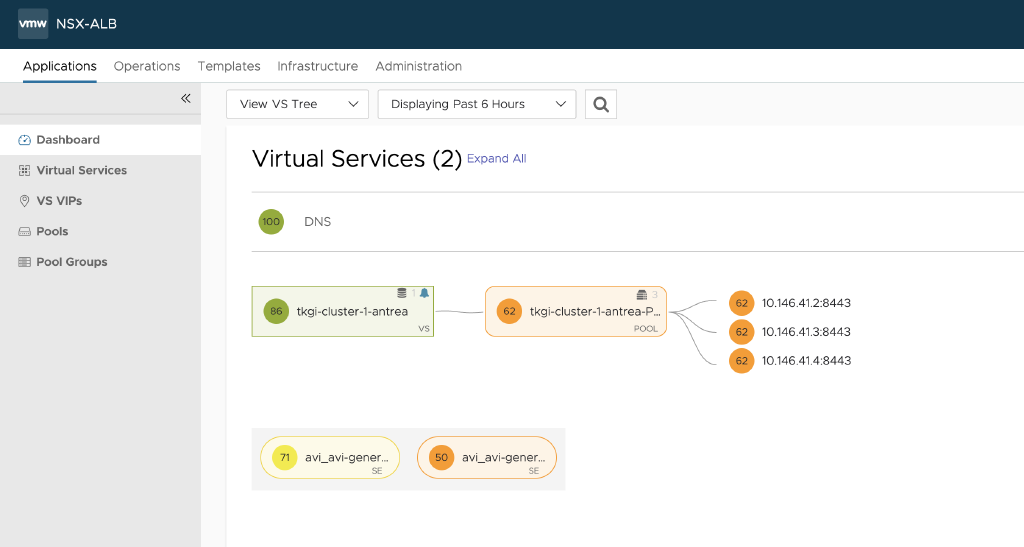 vmw NSX-ALB
Applications Operations Templates Infrastructure Administration
View VS Tree Displaying Past 6 Hours
Dashboard
Virtual Services
VS VIPs
Pools
Pool Groups
Virtual Services (2) Expand All
100 DNS
1
86 tkgi-cluster-1-antrea
VS
3
62 tkgi-cluster-1-antrea-P...
POOL
62 10.146.41.2:8443
62 10.146.41.3:8443
62 10.146.41.4:8443
71 avi_avi-gener...
SE
50 avi_avi-gener...
SE